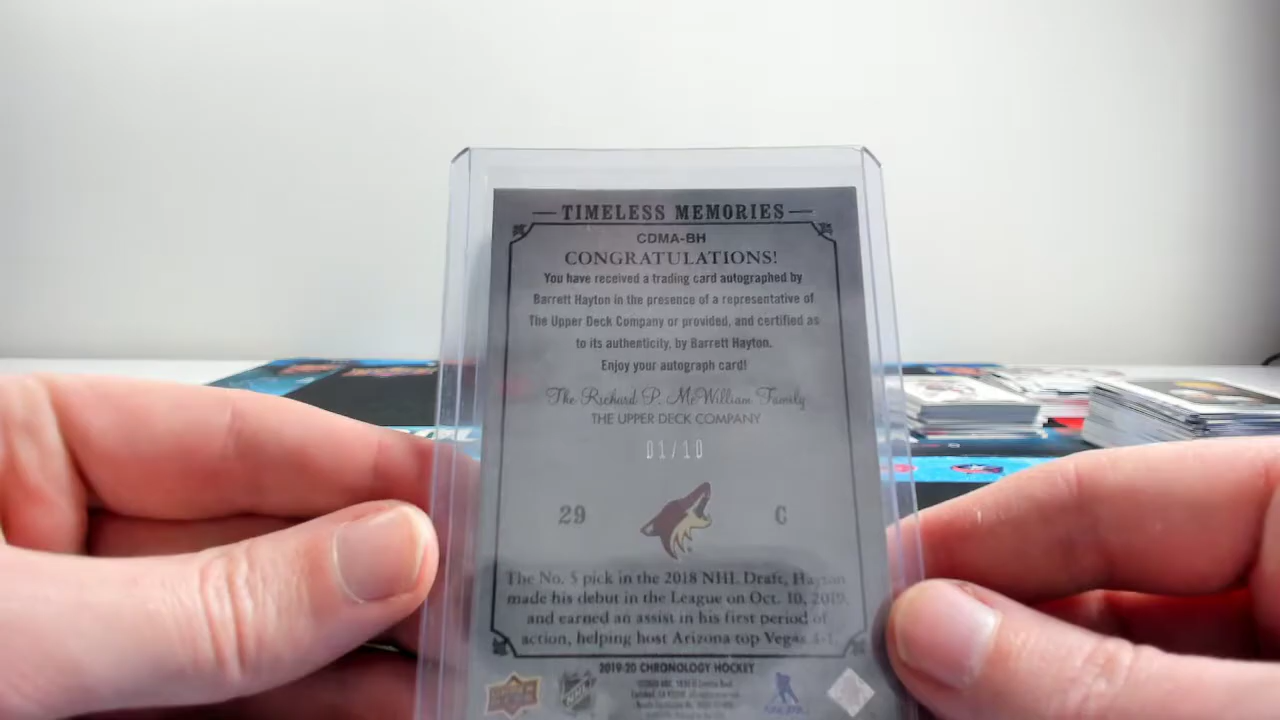 TIMELESS MEMORIES
CDMA-BH
CONGRATULATIONS!
You have received a trading card autographed by
Barrett Hayton in the presence of a representative of
The Upper Deck Company or provided, and certified as
to its authenticity, by Barrett Hayton.
Enjoy your autograph card!
The Richard P. McWilliam Family
THE UPPER DECK COMPANY
01/10
29 C
The No. 5 pick in the 2018 NHL Draft, Hayton
made his debut in the League on Oct. 10, 2019,
and earned an assist in his first period of
action, helping host Arizona top Vegas 4-1.
2019-20 CHRONOLOGY HOCKEY
NHL